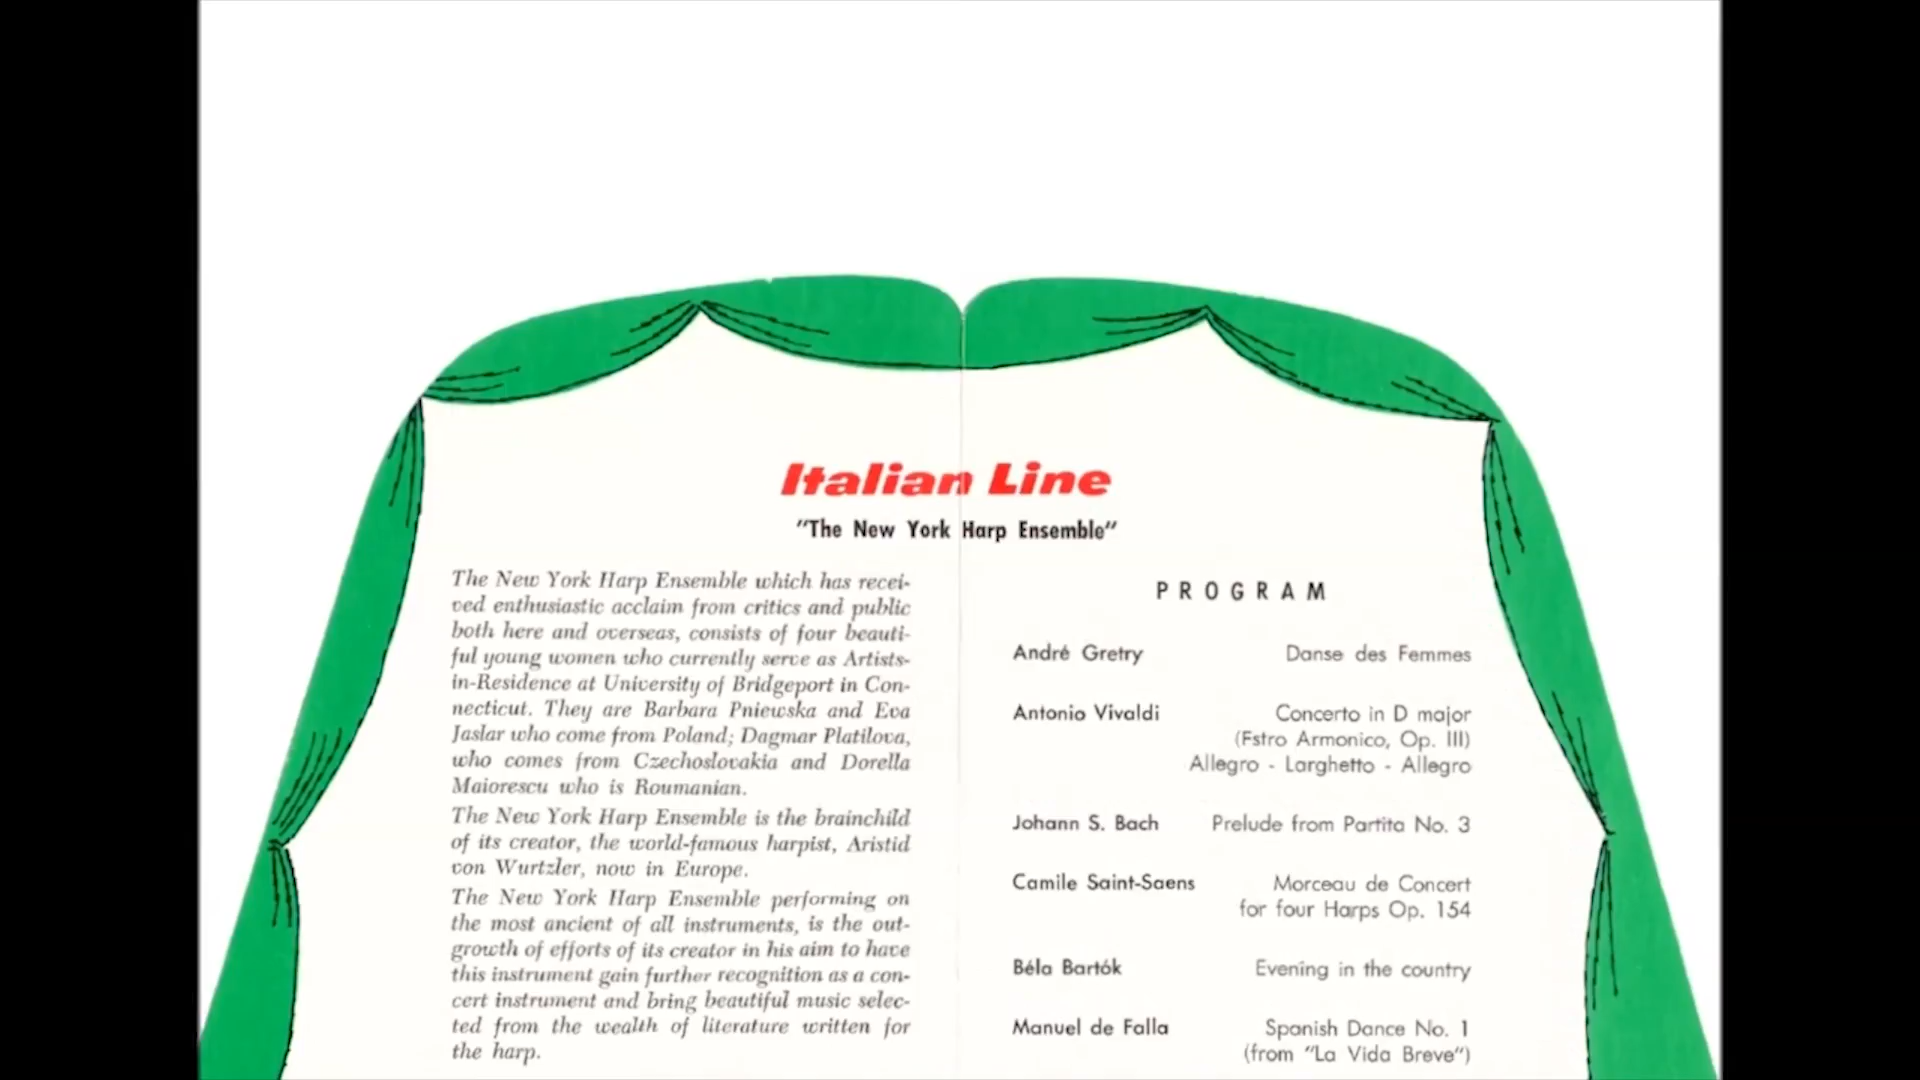 Italian Line
"The New York Harp Ensemble"
The New York Harp Ensemble which has recei-
ved enthusiastic acclaim from critics and public
both here and overseas, consists of four beauti-
ful young women who currently serve as Artists-
in-Residence at University of Bridgeport in Con-
necticut. They are Barbara Pniewska and Eva
Jaslar who come from Poland; Dagmar Platilova,
who comes from Czechoslovakia and Dorella
Maiorescu who is Roumanian.
The New York Harp Ensemble is the brainchild
of its creator, the world-famous harpist, Aristid
von Wurtzler, now in Europe.
The New York Harp Ensemble performing on
the most ancient of all instruments, is the out-
growth of efforts of its creator in his aim to have
this instrument gain further recognition as a con-
cert instrument and bring beautiful music selec-
ted from the wealth of literature written for
the harp.
PROGRAM
André Gretry Danse des Femmes
Antonio Vivaldi Concerto in D major
(Fstro Armonico, Op. III)
Allegro - Larghetto - Allegro
Johann S. Bach Prelude from Partita No. 3
Camile Saint-Saens Morceau de Concert
for four Harps Op. 154
Béla Bartók Evening in the country
Manuel de Falla Spanish Dance No. 1
(from "La Vida Breve")